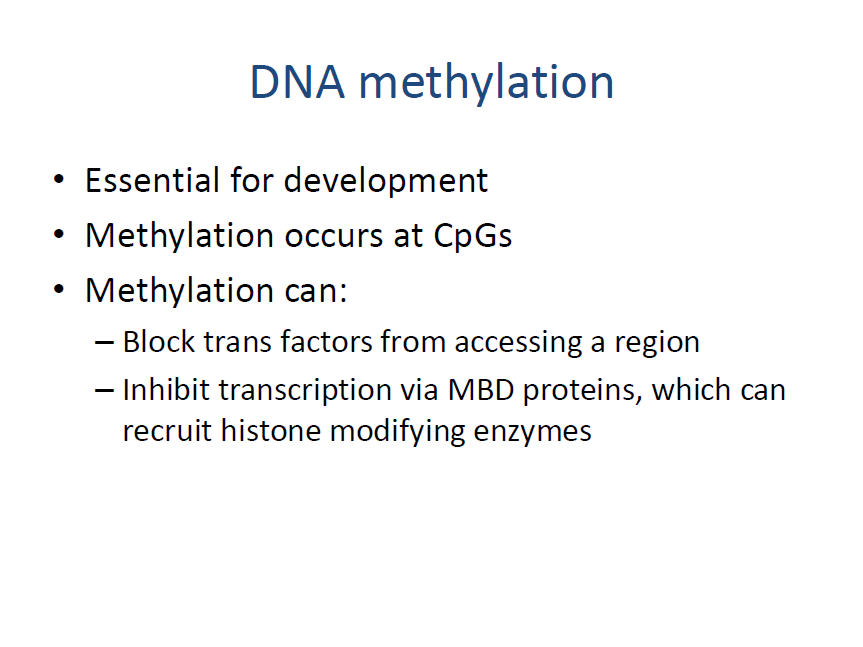 DNA methylation
• Essential for development
• Methylation occurs at CpGs
• Methylation can:
– Block trans factors from accessing a region
– Inhibit transcription via MBD proteins, which can
recruit histone modifying enzymes